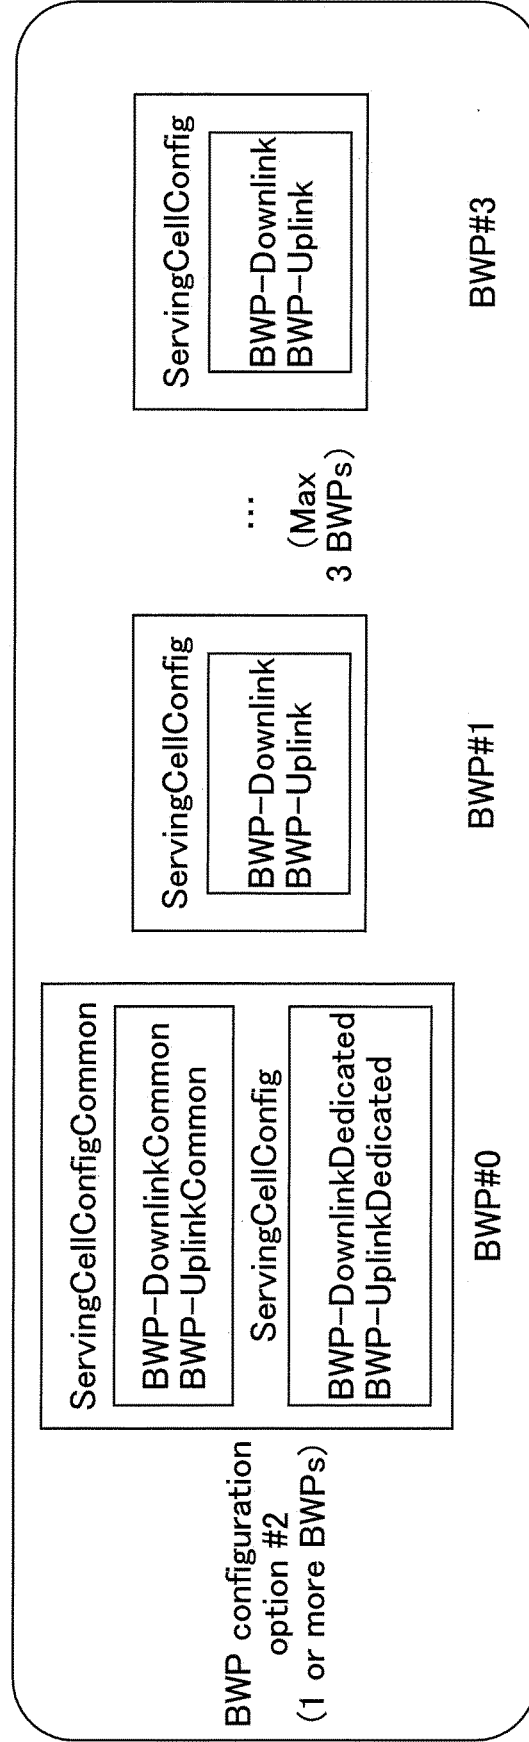 BWP configuration
option #2
(1 or more BWPs)
ServingCellConfigCommon
BWP-DownlinkCommon
BWP-UplinkCommon
ServingCellConfig
BWP-DownlinkDedicated
BWP-UplinkDedicated
BWP#0
ServingCellConfig
BWP-Downlink
BWP-Uplink
BWP#1
...
(Max
3 BWPs)
ServingCellConfig
BWP-Downlink
BWP-Uplink
BWP#3